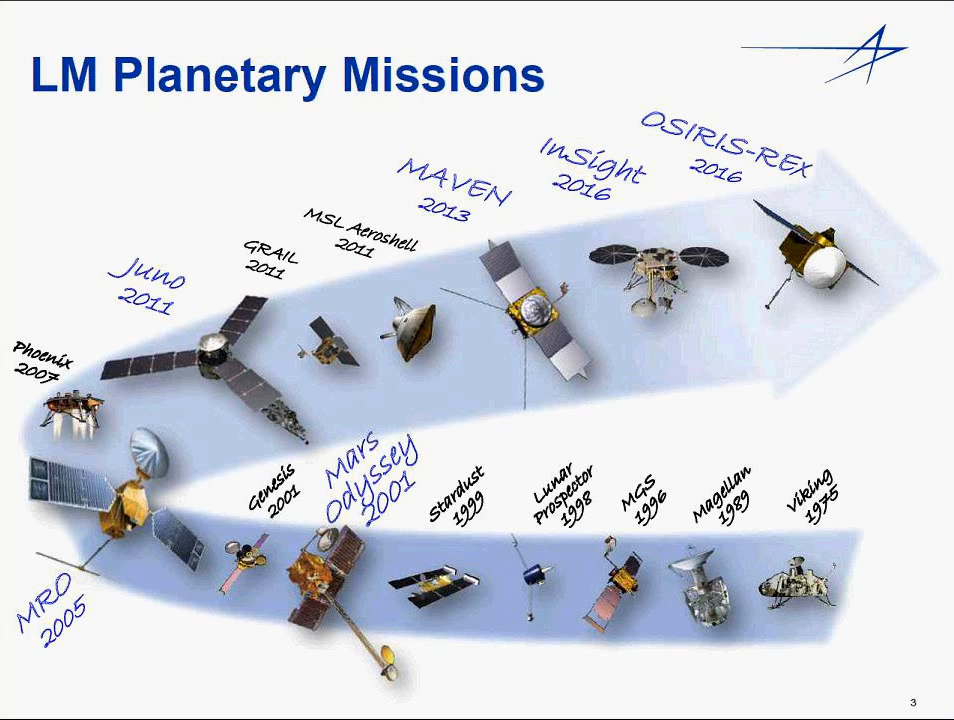 LM Planetary Missions
OSIRIS-REx
2016
InSight
2016
MAVEN
2013
MSL Aeroshell
2011
GRAIL
2011
Juno
2011
Phoenix
2007
MRO
2005
Genesis
2001
Mars
Odyssey
2001
Stardust
1999
Lunar
Prospector
1998
MGS
1996
Magellan
1989
Viking
1975
3